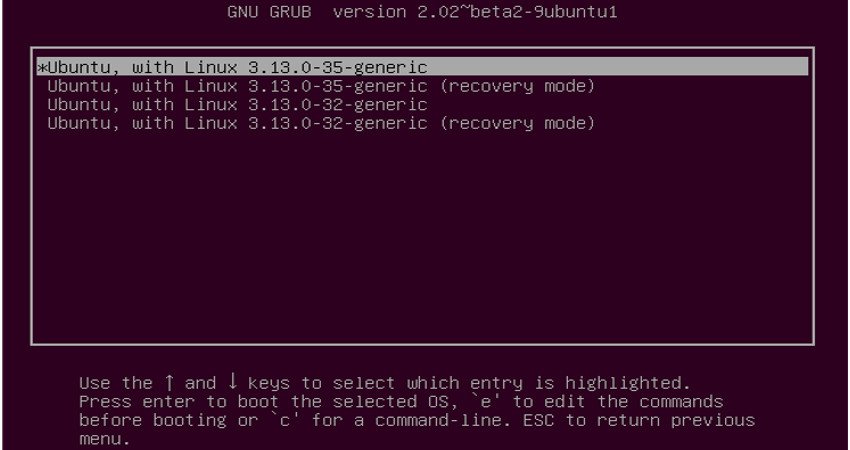 GNU GRUB  version 2.02~beta2-9ubuntu1
*Ubuntu, with Linux 3.13.0-35-generic
Ubuntu, with Linux 3.13.0-35-generic (recovery mode)
Ubuntu, with Linux 3.13.0-32-generic
Ubuntu, with Linux 3.13.0-32-generic (recovery mode)
Use the ↑ and ↓ keys to select which entry is highlighted.
Press enter to boot the selected OS, `e' to edit the commands
before booting or `c' for a command-line. ESC to return previous
menu.